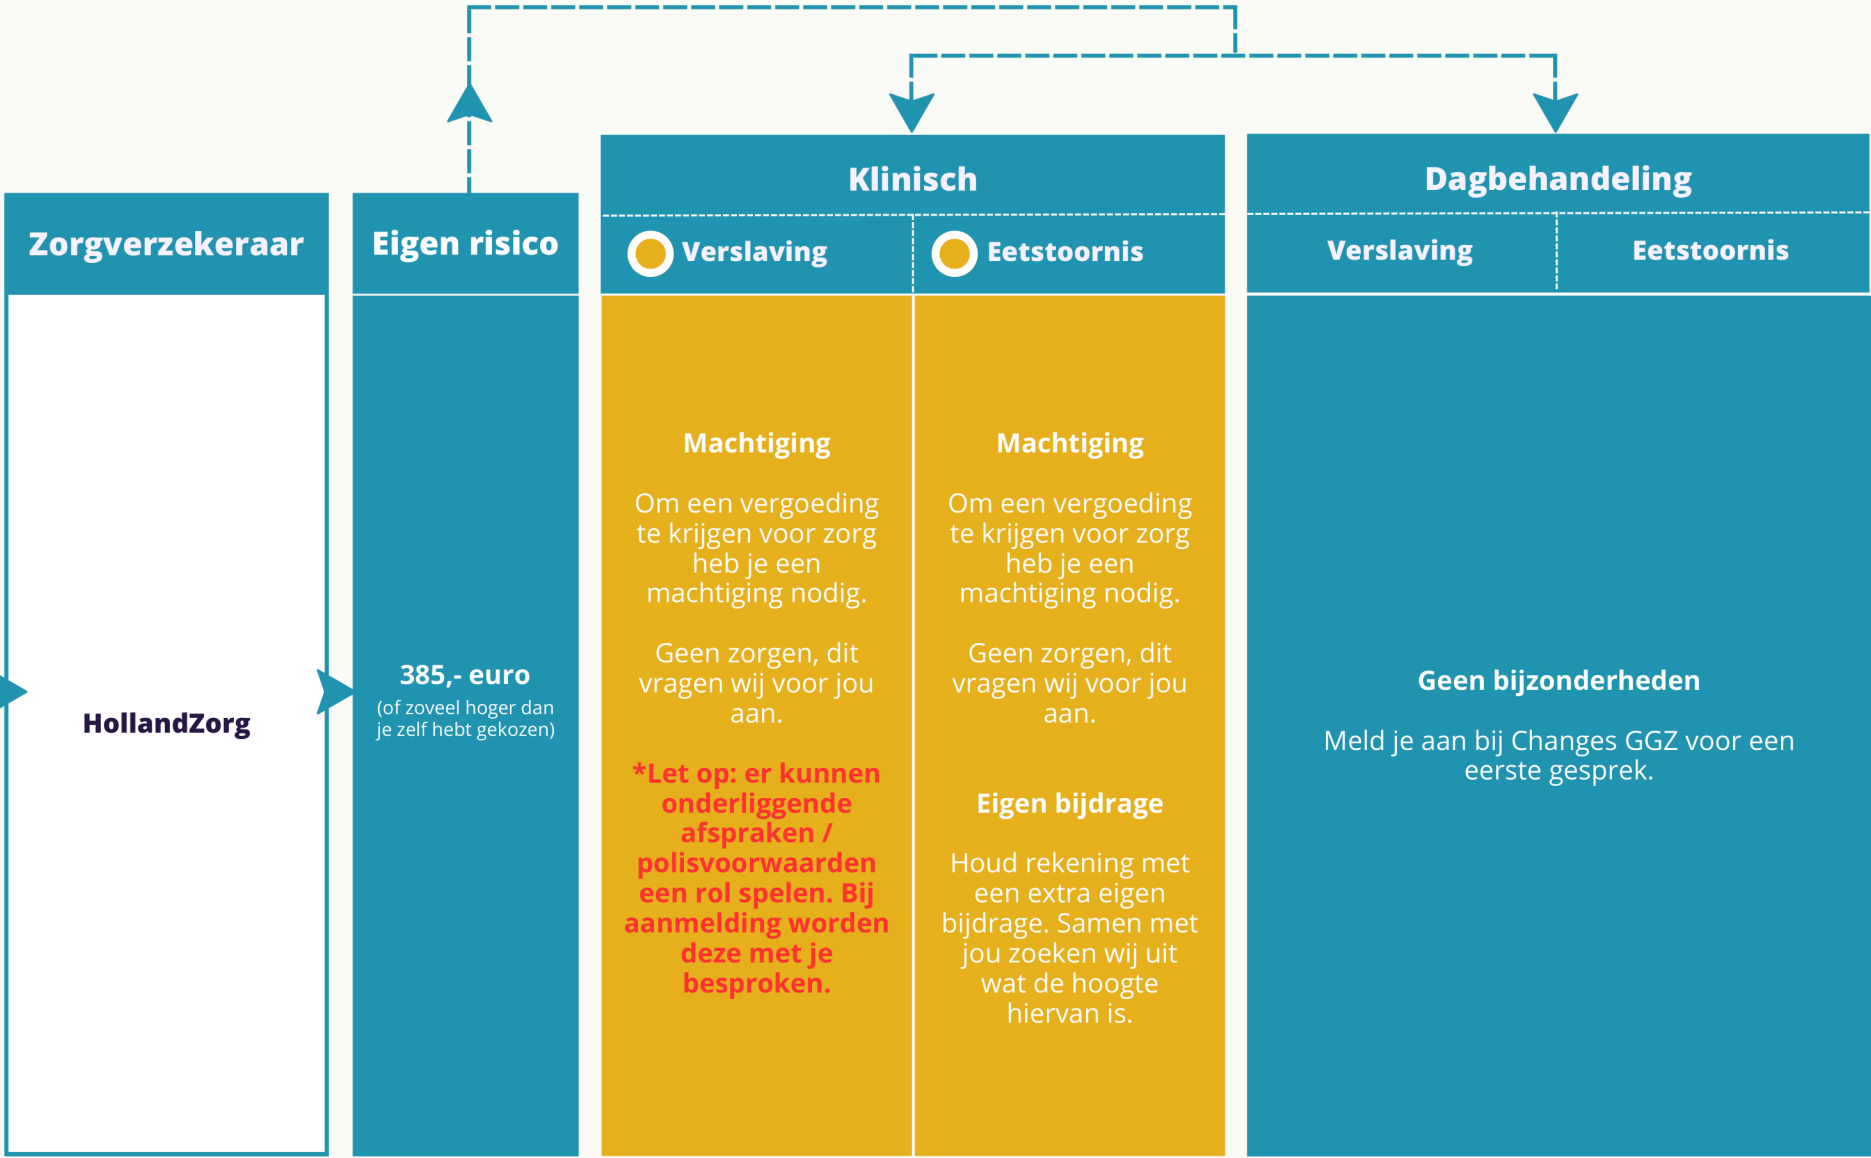 Zorgverzekeraar
HollandZorg
Eigen risico
385,- euro
(of zoveel hoger dan
je zelf hebt gekozen)
Klinisch
Verslaving
Machtiging
Om een vergoeding
te krijgen voor zorg
heb je een
machtiging nodig.
Geen zorgen, dit
vragen wij voor jou
aan.
*Let op: er kunnen
onderliggende
afspraken /
polisvoorwaarden
een rol spelen. Bij
aanmelding worden
deze met je
besproken.
Eetstoornis
Machtiging
Om een vergoeding
te krijgen voor zorg
heb je een
machtiging nodig.
Geen zorgen, dit
vragen wij voor jou
aan.
Eigen bijdrage
Houd rekening met
een extra eigen
bijdrage. Samen met
jou zoeken wij uit
wat de hoogte
hiervan is.
Dagbehandeling
Verslaving
Eetstoornis
Geen bijzonderheden
Meld je aan bij Changes GGZ voor een
eerste gesprek.